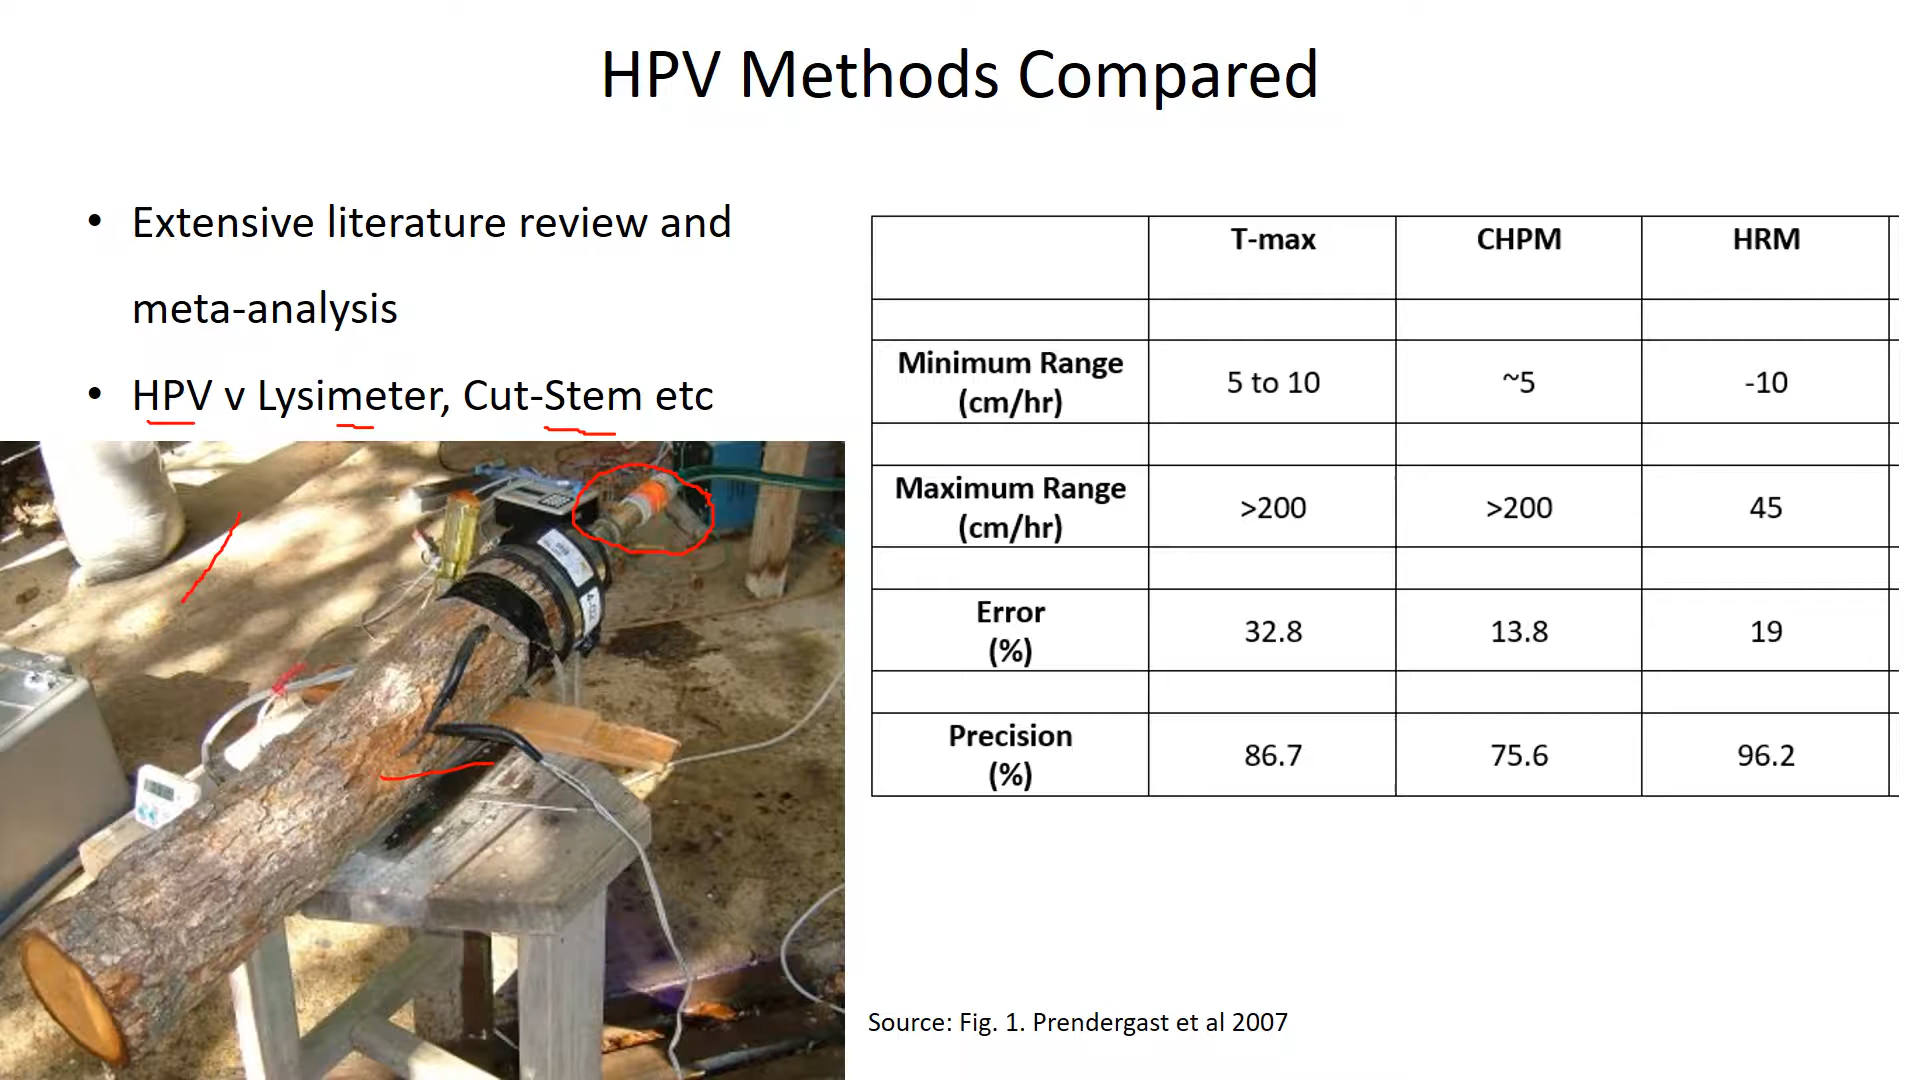 HPV Methods Compared
• Extensive literature review and
meta-analysis
• HPV v Lysimeter, Cut-Stem etc
T-max CHPM HRM
Minimum Range
(cm/hr) 5 to 10 ~5 -10
Maximum Range
(cm/hr) >200 >200 45
Error
(%) 32.8 13.8 19
Precision
(%) 86.7 75.6 96.2
Source: Fig. 1. Prendergast et al 2007